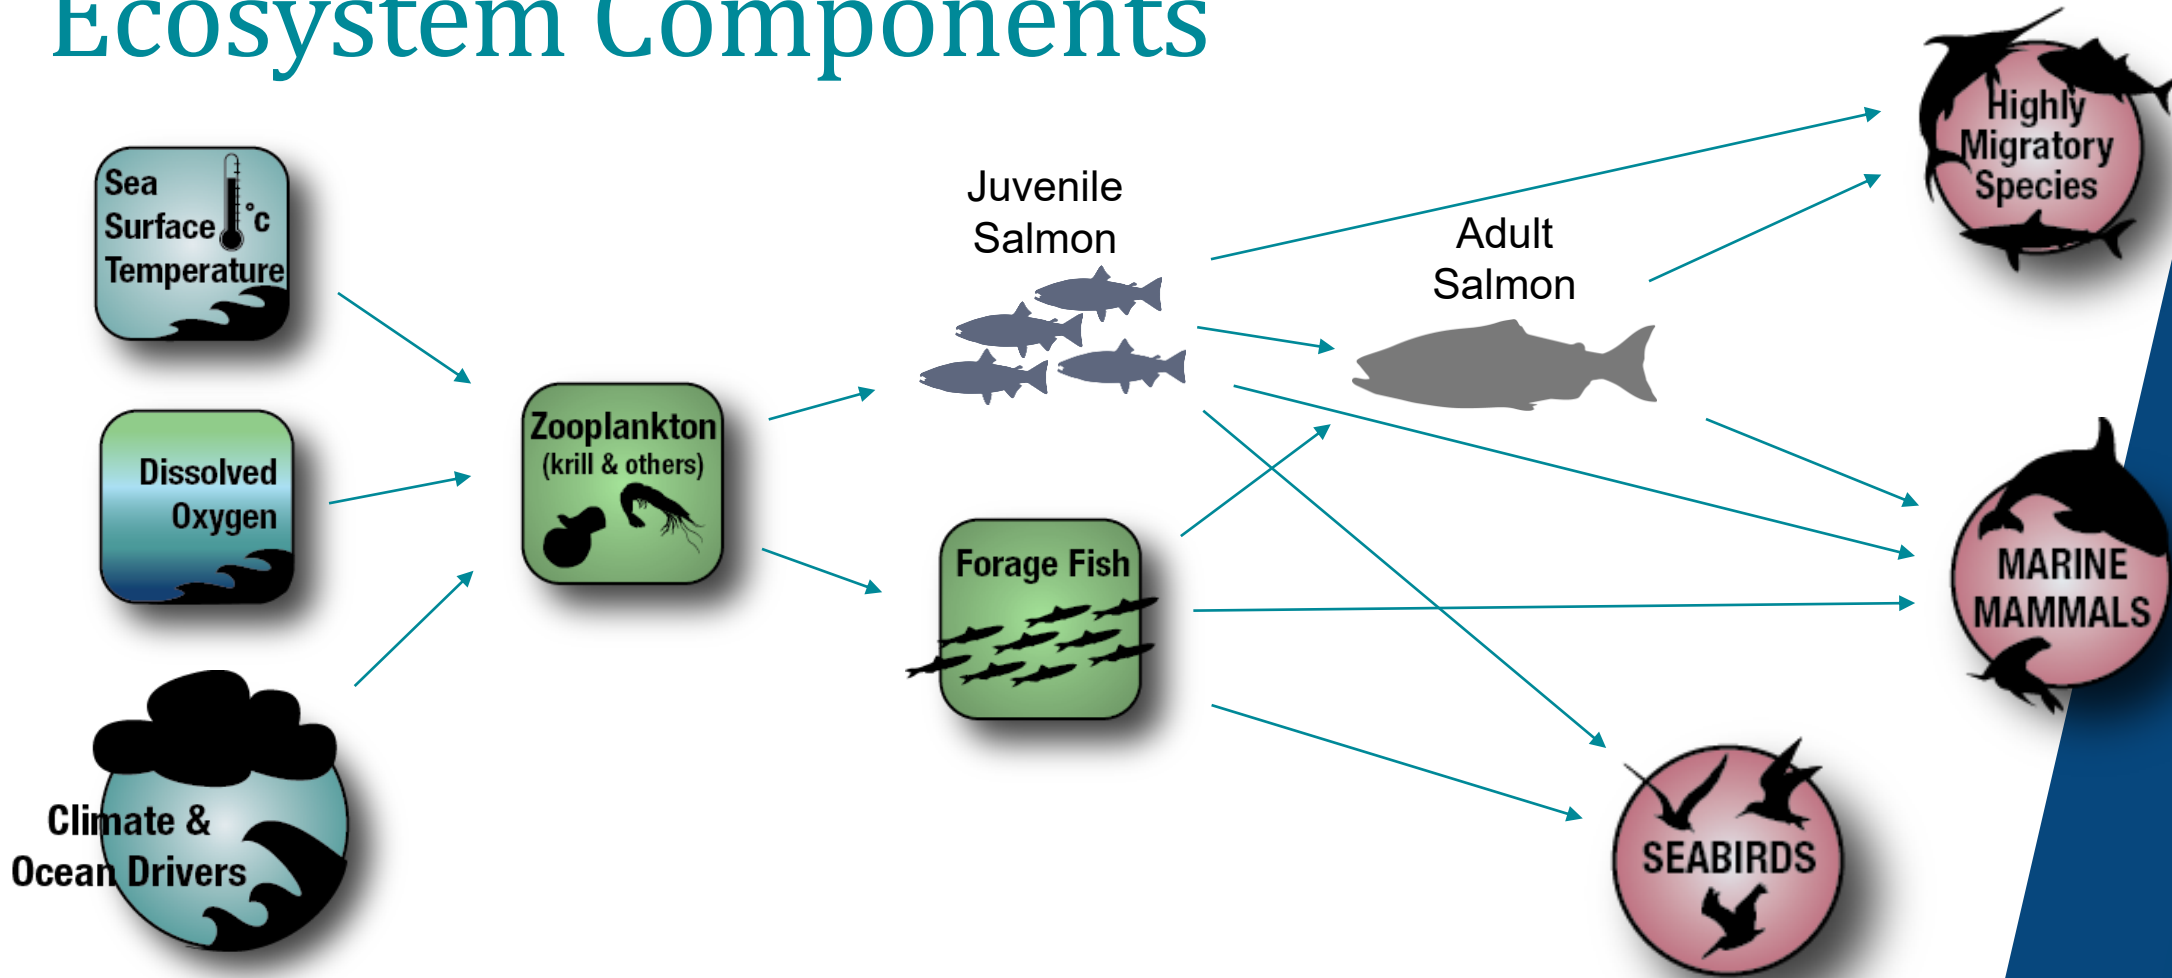 Ecosystem Components
Sea
Surface °C
Temperature
Dissolved
Oxygen
Climate &
Ocean Drivers
Zooplankton
(krill & others)
Juvenile
Salmon
Forage Fish
Adult
Salmon
Highly
Migratory
Species
MARINE
MAMMALS
SEABIRDS